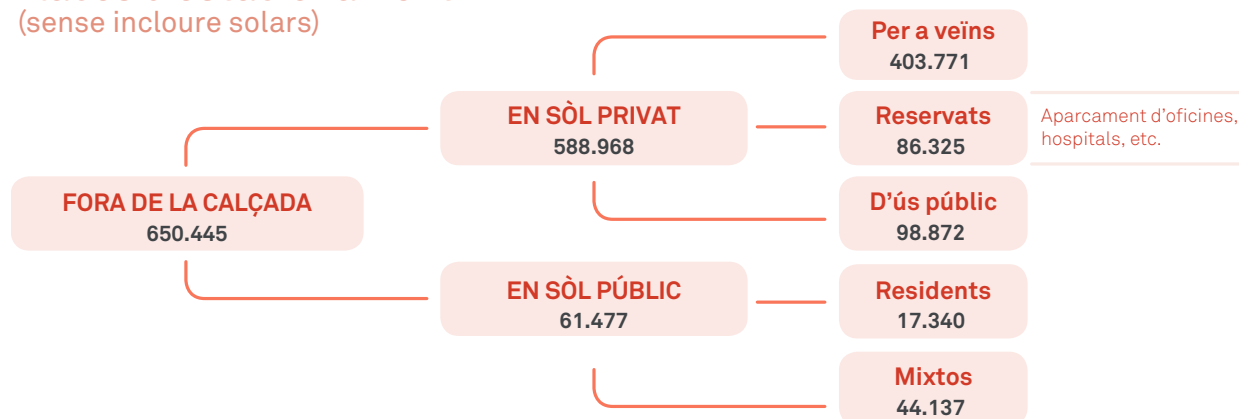 (sense incloure solars)
Per a veïns
403.771
EN SÒL PRIVAT
588.968
Reservats
86.325
Aparcament d'oficines,
hospitals, etc.
FORA DE LA CALÇADA
650.445
D'ús públic
98.872
EN SÒL PÚBLIC
61.477
Residents
17.340
Mixtos
44.137